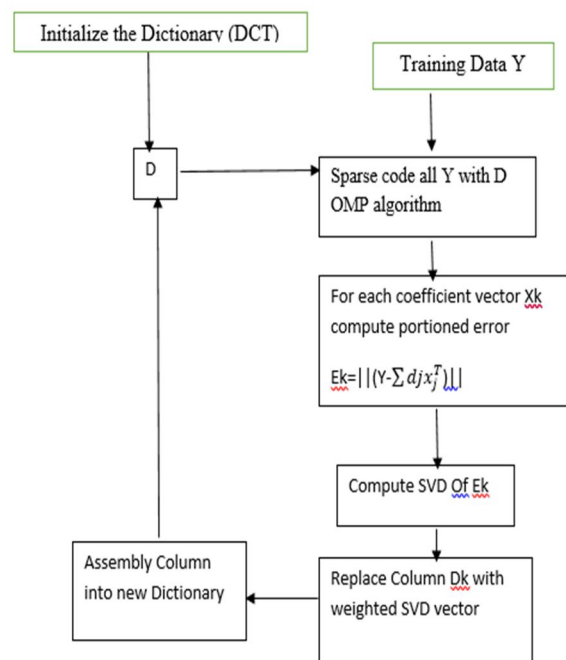 Initialize the Dictionary (DCT)
Training Data Y
D
Sparse code all Y with D
OMP algorithm
For each coefficient vector Xk
compute portioned error
Ek=||(Y-∑ djx_j^T)||
Compute SVD Of Ek
Replace Column Dk with
weighted SVD vector
Assembly Column
into new Dictionary